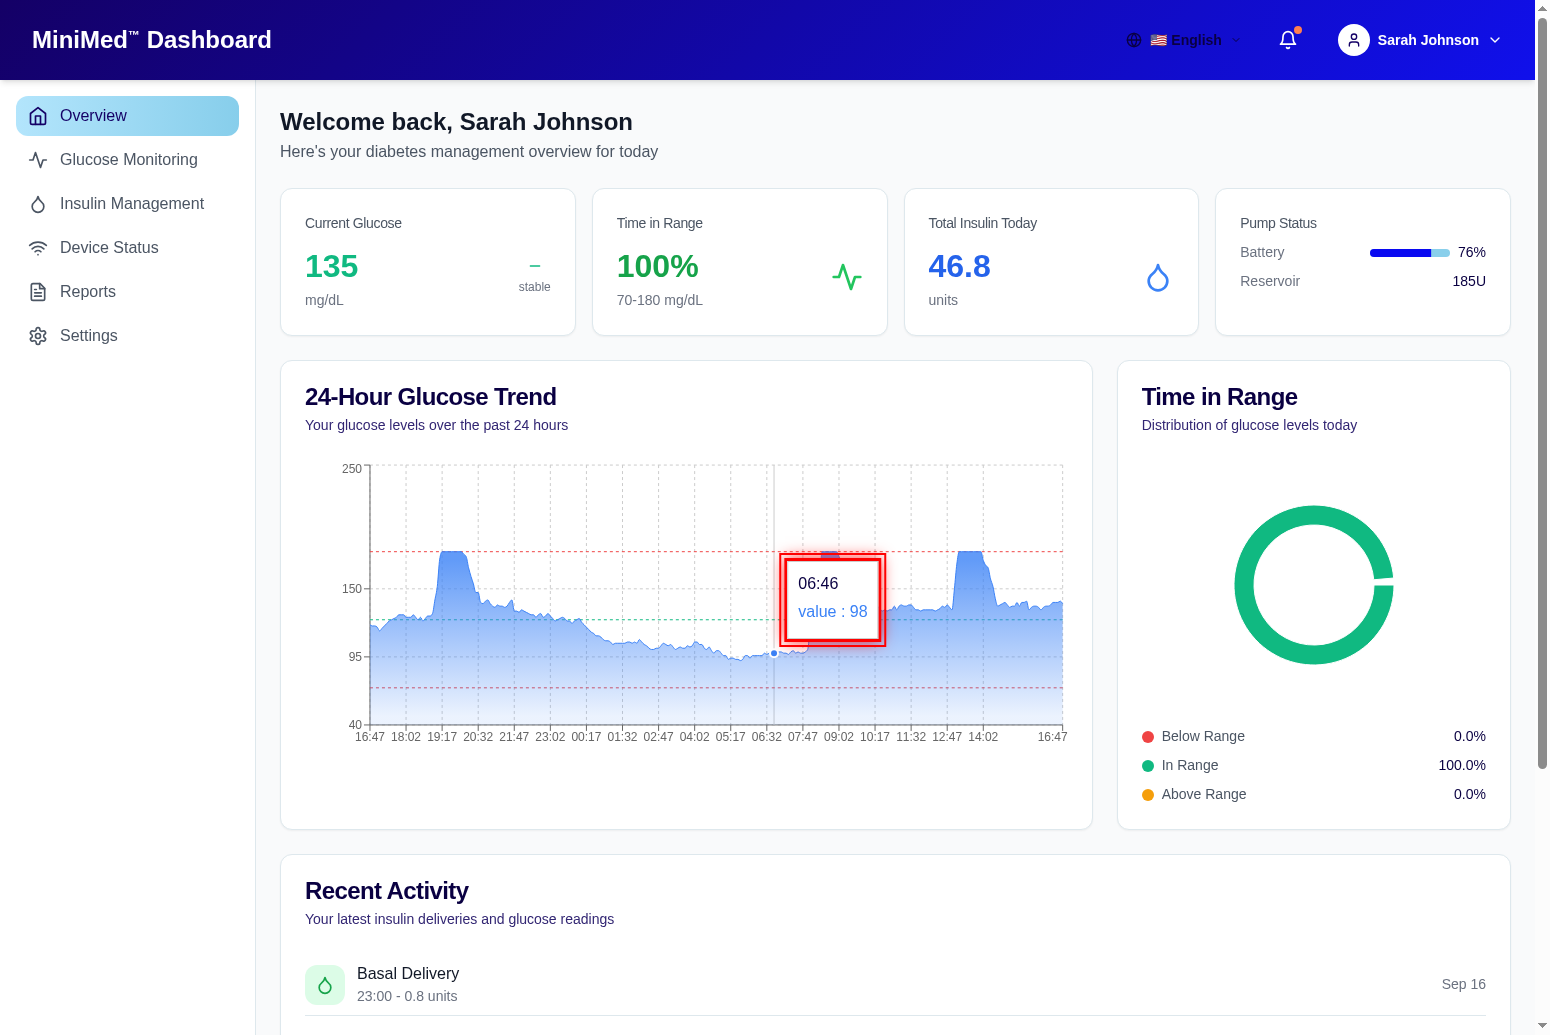 MiniMed™ Dashboard
English
Sarah Johnson
Overview
Glucose Monitoring
Insulin Management
Device Status
Reports
Settings
Welcome back, Sarah Johnson
Here's your diabetes management overview for today
Current Glucose
135
mg/dL
stable
Time in Range
100%
70-180 mg/dL
Total Insulin Today
46.8
units
Pump Status
Battery 76%
Reservoir 185U
24-Hour Glucose Trend
Your glucose levels over the past 24 hours
250
150
95
40
06:46
value : 98
16:47 18:02 19:17 20:32 21:47 23:02 00:17 01:32 02:47 04:02 05:17 06:32 07:47 09:02 10:17 11:32 12:47 14:02 16:47
Time in Range
Distribution of glucose levels today
Below Range 0.0%
In Range 100.0%
Above Range 0.0%
Recent Activity
Your latest insulin deliveries and glucose readings
Basal Delivery
23:00 - 0.8 units
Sep 16